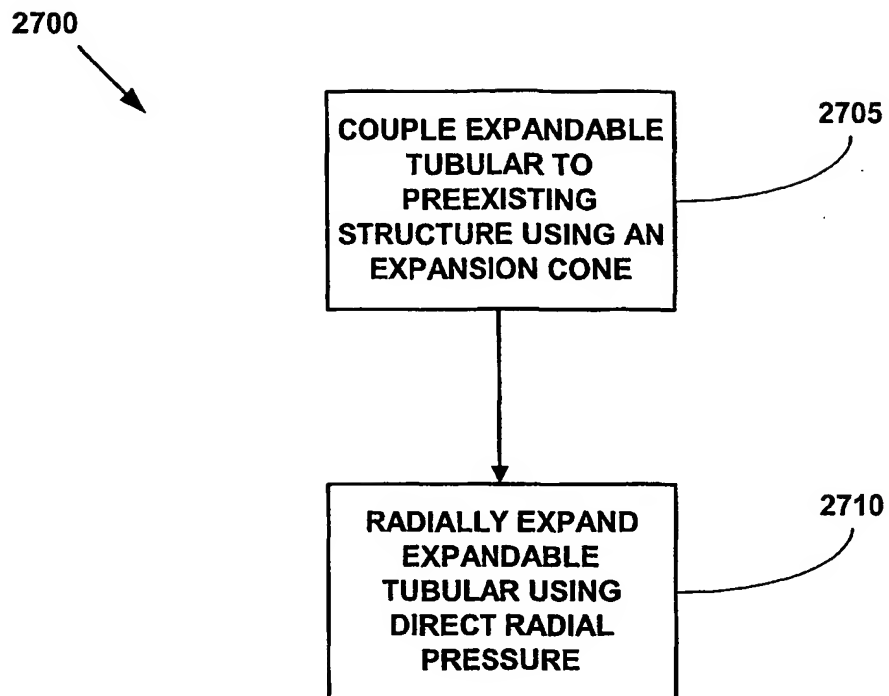 2700
COUPLE EXPANDABLE
TUBULAR TO
PREEXISTING
STRUCTURE USING AN
EXPANSION CONE
2705
RADIALLY EXPAND
EXPANDABLE
TUBULAR USING
DIRECT RADIAL
PRESSURE
2710